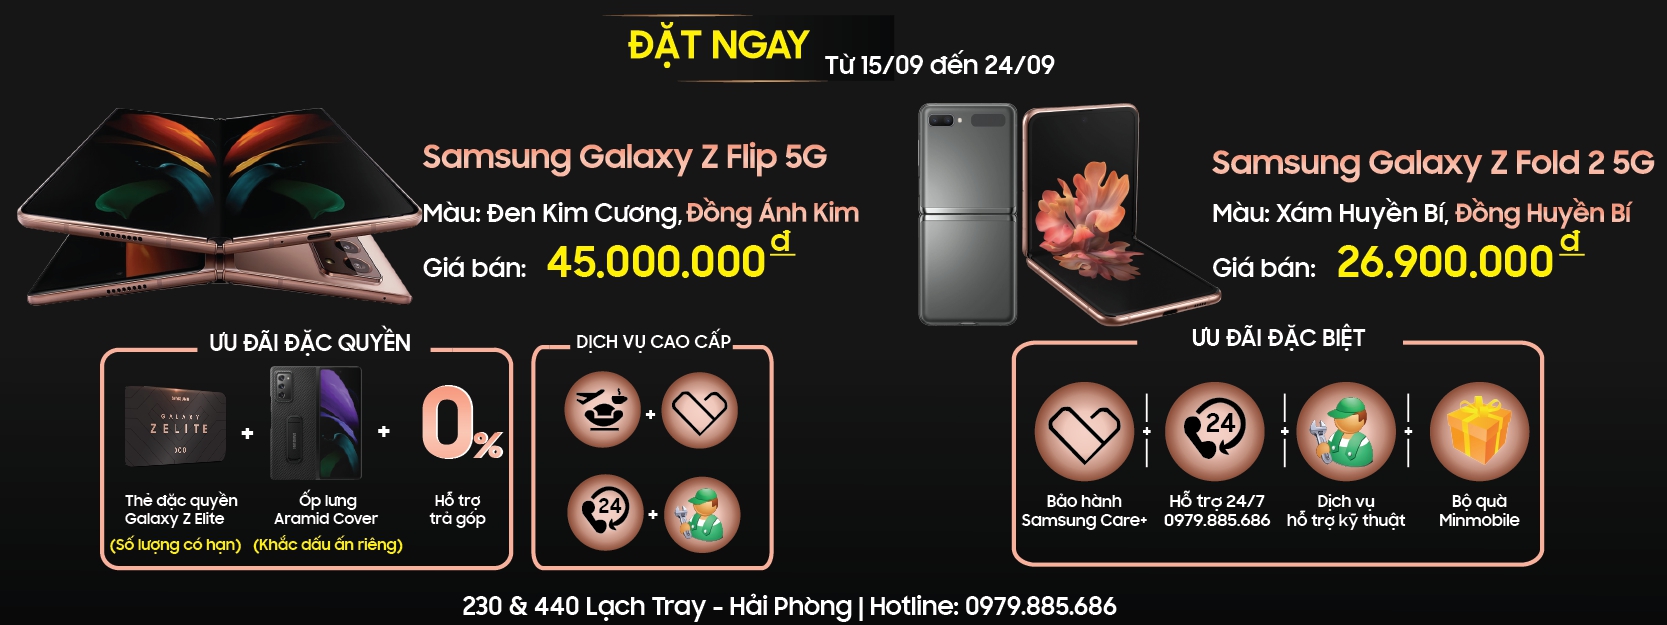 ĐẶT NGAY
Từ 15/09 đến 24/09
Samsung Galaxy Z Flip 5G
Màu: Đen Kim Cương, Đồng Ánh Kim
Giá bán: 45.000.000đ
Samsung Galaxy Z Fold 2 5G
Màu: Xám Huyền Bí, Đồng Huyền Bí
Giá bán: 26.900.000đ
ƯU ĐÃI ĐẶC QUYỀN
GALAXY
Z ELITE
+
+
0%
Thẻ đặc quyền
Galaxy Z Elite
(Số lượng có hạn)
Ốp lưng
Aramid Cover
(Khắc dấu ấn riêng)
Hỗ trợ
trả góp
DỊCH VỤ CAO CẤP
+
24
+
ƯU ĐÃI ĐẶC BIỆT
+
24
+
+
Bảo hành
Samsung Care+
Hỗ trợ 24/7
0979.885.686
Dịch vụ
hỗ trợ kỹ thuật
Bộ quà
Minmobile
230 & 440 Lạch Tray - Hải Phòng | Hotline: 0979.885.686